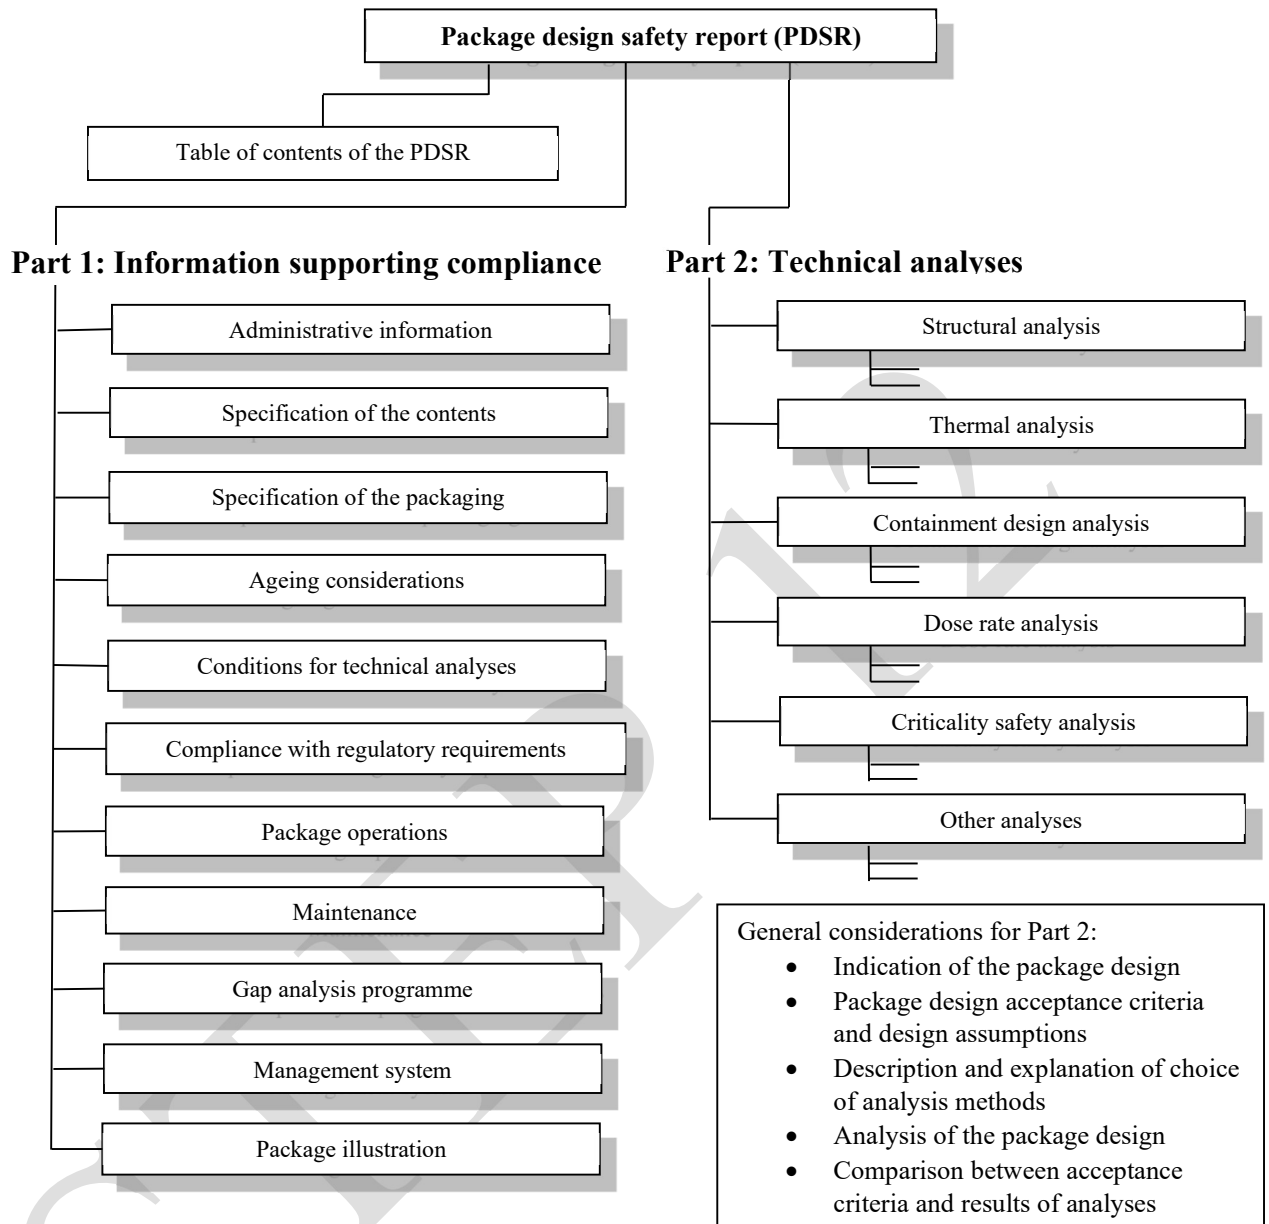 Package design safety report (PDSR)
Table of contents of the PDSR
Part 1: Information supporting compliance
Administrative information
Specification of the contents
Specification of the packaging
Ageing considerations
Conditions for technical analyses
Compliance with regulatory requirements
Package operations
Maintenance
Gap analysis programme
Management system
Package illustration
Part 2: Technical analyses
Structural analysis
Thermal analysis
Containment design analysis
Dose rate analysis
Criticality safety analysis
Other analyses
General considerations for Part 2:
• Indication of the package design
• Package design acceptance criteria
and design assumptions
• Description and explanation of choice
of analysis methods
• Analysis of the package design
• Comparison between acceptance
criteria and results of analyses
STEP 12